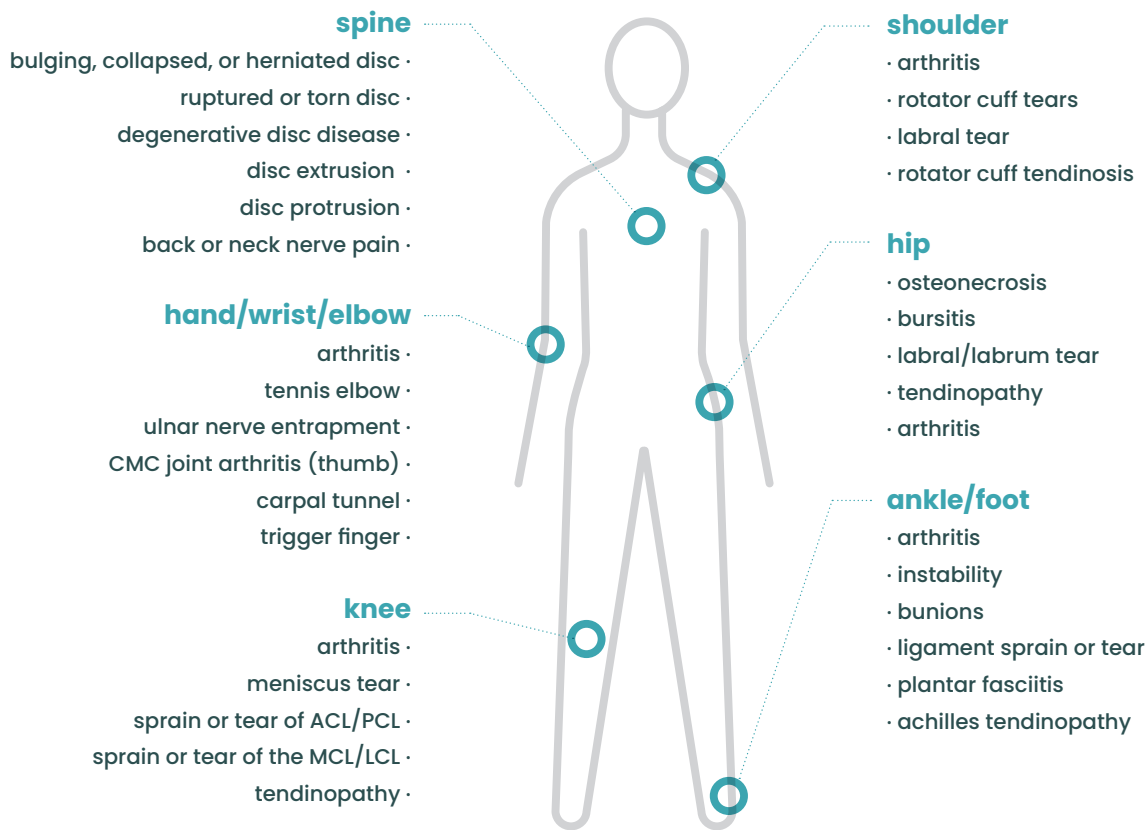 spine
bulging, collapsed, or herniated disc ·
ruptured or torn disc ·
degenerative disc disease ·
disc extrusion ·
disc protrusion ·
back or neck nerve pain ·
hand/wrist/elbow
arthritis ·
tennis elbow ·
ulnar nerve entrapment ·
CMC joint arthritis (thumb) ·
carpal tunnel ·
trigger finger ·
knee
arthritis ·
meniscus tear ·
sprain or tear of ACL/PCL ·
sprain or tear of the MCL/LCL ·
tendinopathy ·
shoulder
· arthritis
· rotator cuff tears
· labral tear
· rotator cuff tendinosis
hip
· osteonecrosis
· bursitis
· labral/labrum tear
· tendinopathy
· arthritis
ankle/foot
· arthritis
· instability
· bunions
· ligament sprain or tear
· plantar fasciitis
· achilles tendinopathy